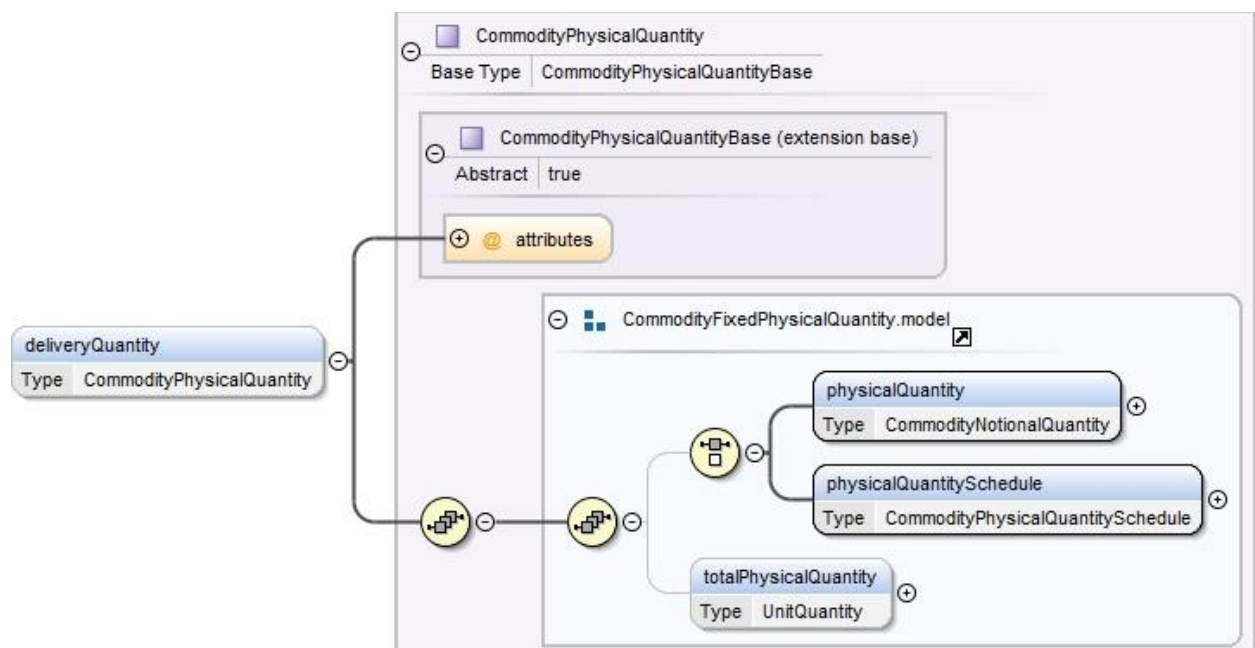 CommodityPhysicalQuantity
Base Type CommodityPhysicalQuantityBase
CommodityPhysicalQuantityBase (extension base)
Abstract true
@ attributes
CommodityFixedPhysicalQuantity.model
deliveryQuantity
Type CommodityPhysicalQuantity
physicalQuantity
Type CommodityNotionalQuantity
physicalQuantitySchedule
Type CommodityPhysicalQuantitySchedule
totalPhysicalQuantity
Type UnitQuantity